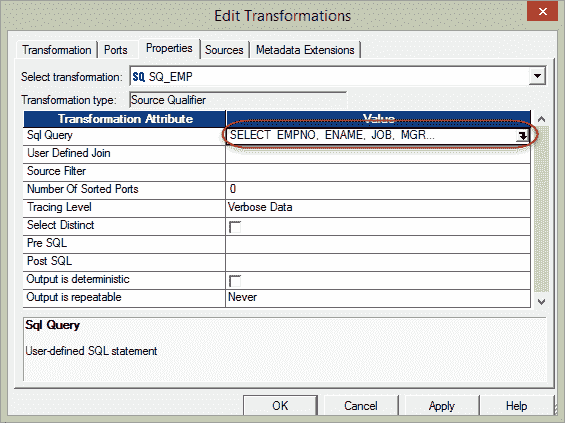 Edit Transformations
Transformation Ports Properties Sources Metadata Extensions
Select transformation: SQ SQ_EMP
Transformation type: Source Qualifier
Transformation Attribute Value
Sql Query SELECT EMPNO, ENAME, JOB, MGR...
User Defined Join
Source Filter
Number Of Sorted Ports 0
Tracing Level Verbose Data
Select Distinct
Pre SQL
Post SQL
Output is deterministic
Output is repeatable Never
Sql Query
User-defined SQL statement
OK Cancel Apply Help